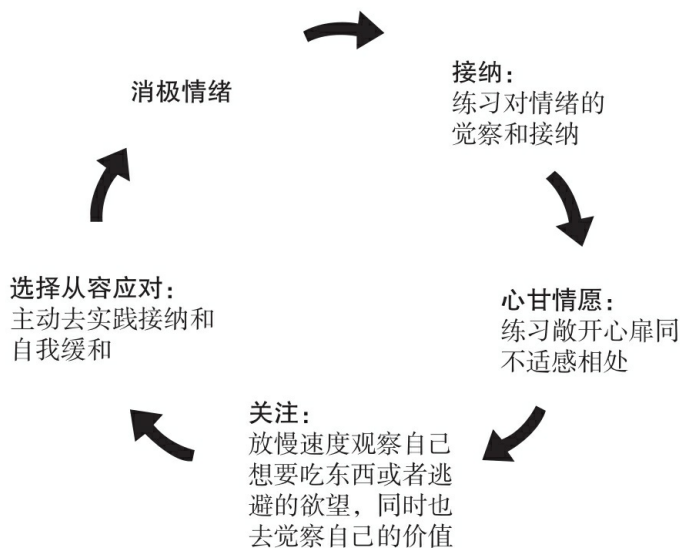 消极情绪
接纳：
练习对情绪的
觉察和接纳
心甘情愿：
练习敞开心扉同
不适感相处
关注：
放慢速度观察自己
想要吃东西或者逃
避的欲望，同时也
去觉察自己的价值
选择从容应对：
主动去实践接纳和
自我缓和